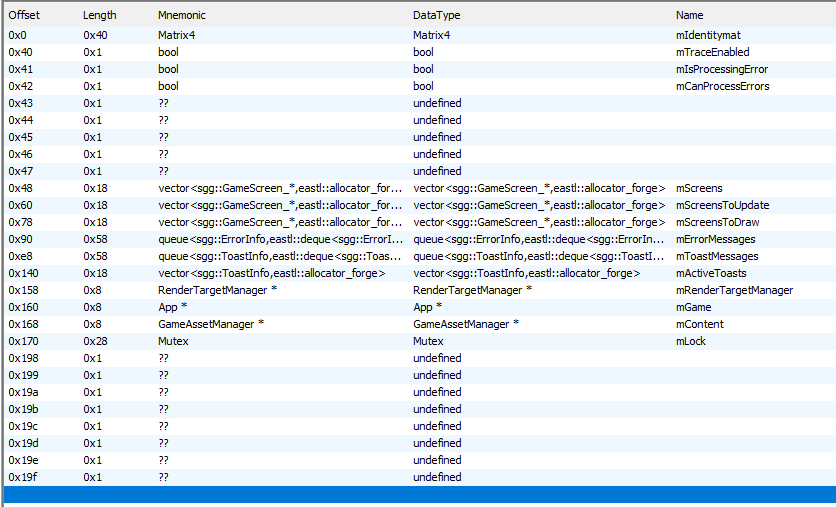 Offset Length Mnemonic DataType Name
0x0 0x40 Matrix4 Matrix4 mIdentitymat
0x40 0x1 bool bool mTraceEnabled
0x41 0x1 bool bool mIsProcessingError
0x42 0x1 bool bool mCanProcessErrors
0x43 0x1 ?? undefined
0x44 0x1 ?? undefined
0x45 0x1 ?? undefined
0x46 0x1 ?? undefined
0x47 0x1 ?? undefined
0x48 0x18 vector<sgg::GameScreen_*,eastl::allocator_for... vector<sgg::GameScreen_*,eastl::allocator_forge> mScreens
0x60 0x18 vector<sgg::GameScreen_*,eastl::allocator_for... vector<sgg::GameScreen_*,eastl::allocator_forge> mScreensToUpdate
0x78 0x18 vector<sgg::GameScreen_*,eastl::allocator_for... vector<sgg::GameScreen_*,eastl::allocator_forge> mScreensToDraw
0x90 0x58 queue<sgg::ErrorInfo,eastl::deque<sgg::ErrorI... queue<sgg::ErrorInfo,eastl::deque<sgg::ErrorIn... mErrorMessages
0xe8 0x58 queue<sgg::ToastInfo,eastl::deque<sgg::Toas... queue<sgg::ToastInfo,eastl::deque<sgg::ToastI... mToastMessages
0x140 0x18 vector<sgg::ToastInfo,eastl::allocator_forge> vector<sgg::ToastInfo,eastl::allocator_forge> mActiveToasts
0x158 0x8 RenderTargetManager * RenderTargetManager * mRenderTargetManager
0x160 0x8 App * App * mGame
0x168 0x8 GameAssetManager * GameAssetManager * mContent
0x170 0x28 Mutex Mutex mLock
0x198 0x1 ?? undefined
0x199 0x1 ?? undefined
0x19a 0x1 ?? undefined
0x19b 0x1 ?? undefined
0x19c 0x1 ?? undefined
0x19d 0x1 ?? undefined
0x19e 0x1 ?? undefined
0x19f 0x1 ?? undefined